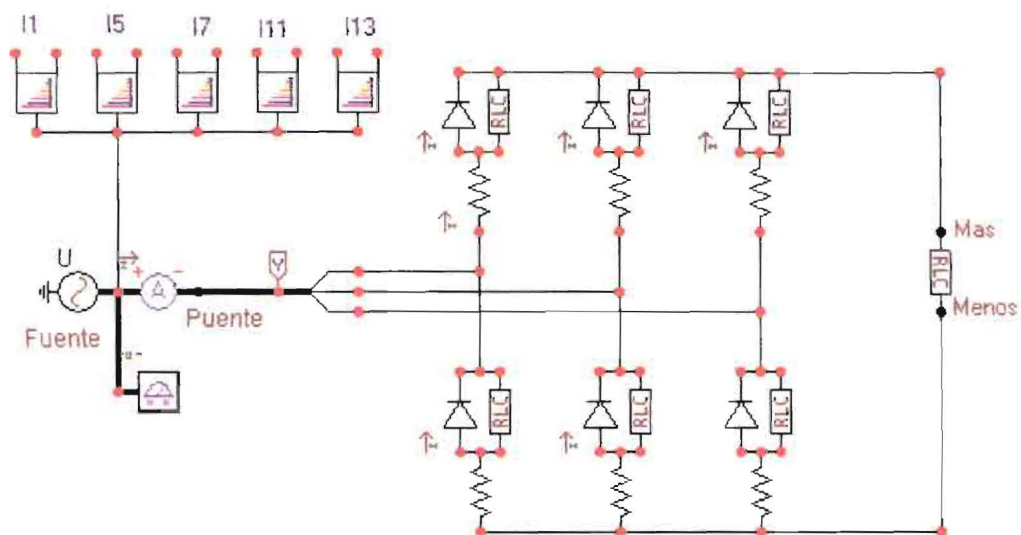 I1 I5 I7 I11 I13
RLC RLC RLC
U
A
Y
Mas
RLC
Menos
Fuente
Puente
RLC RLC RLC